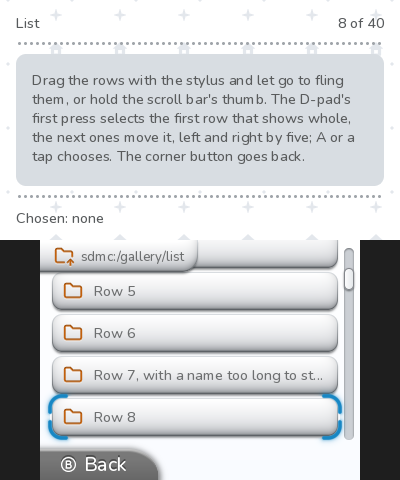 List
8 of 40
Drag the rows with the stylus and let go to fling
them, or hold the scroll bar's thumb. The D-pad's
first press selects the first row that shows whole,
the next ones move it, left and right by five; A or a
tap chooses. The corner button goes back.
Chosen: none
sdmc:/gallery/list
Row 5
Row 6
Row 7, with a name too long to st...
Row 8
B Back